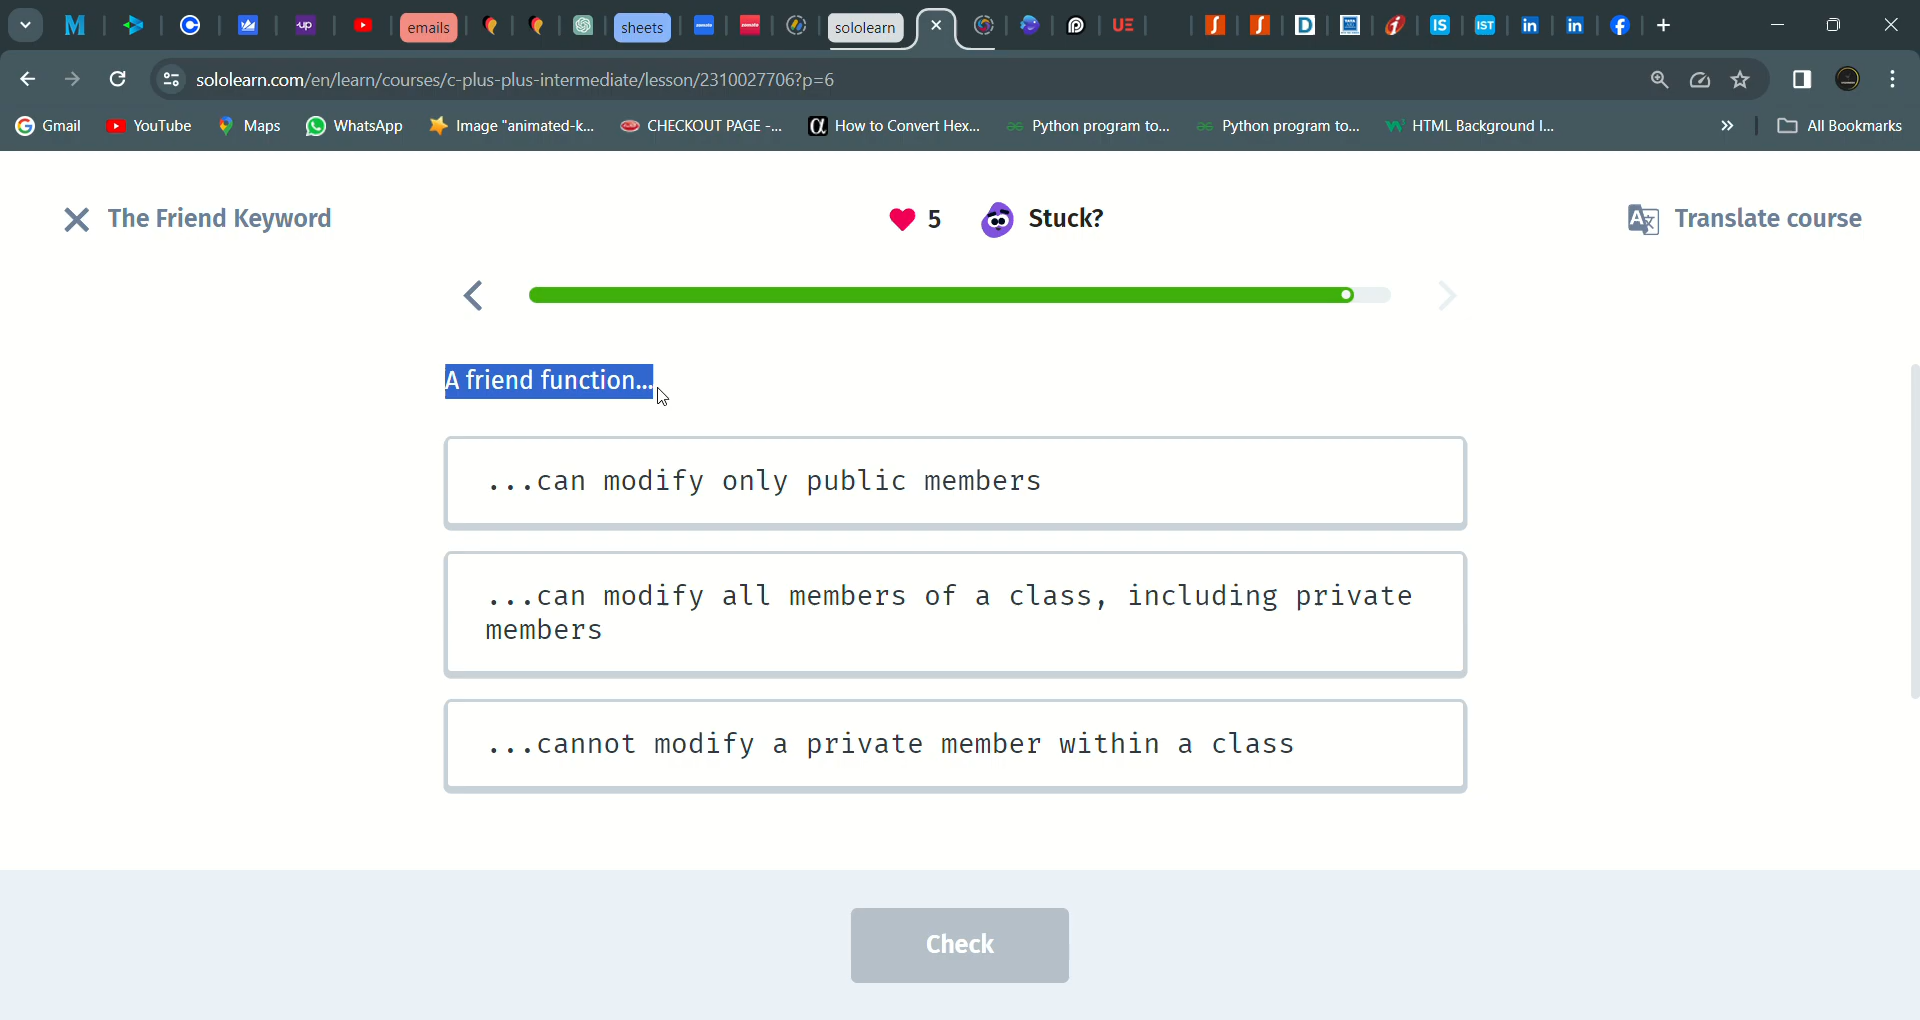 emails
sheets
sololearn
sololearn.com/en/learn/courses/c-plus-plus-intermediate/lesson/2310027706?p=6
Gmail
YouTube
Maps
WhatsApp
Image "animated-k...
CHECKOUT PAGE -...
How to Convert Hex...
Python program to...
Python program to...
HTML Background I...
All Bookmarks
The Friend Keyword
5
Stuck?
Translate course
A friend function...
...can modify only public members
...can modify all members of a class, including private
members
...cannot modify a private member within a class
Check